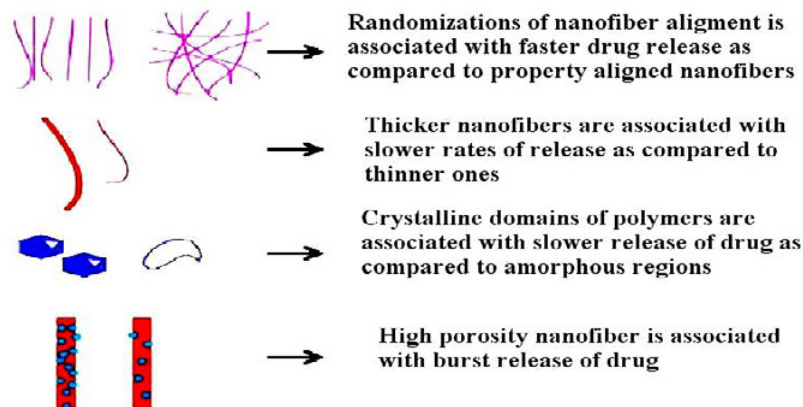 Randomizations of nanofiber aligment is
associated with faster drug release as
compared to property aligned nanofibers
Thicker nanofibers are associated with
slower rates of release as compared to
thinner ones
Crystalline domains of polymers are
associated with slower release of drug as
compared to amorphous regions
High porosity nanofiber is associated
with burst release of drug